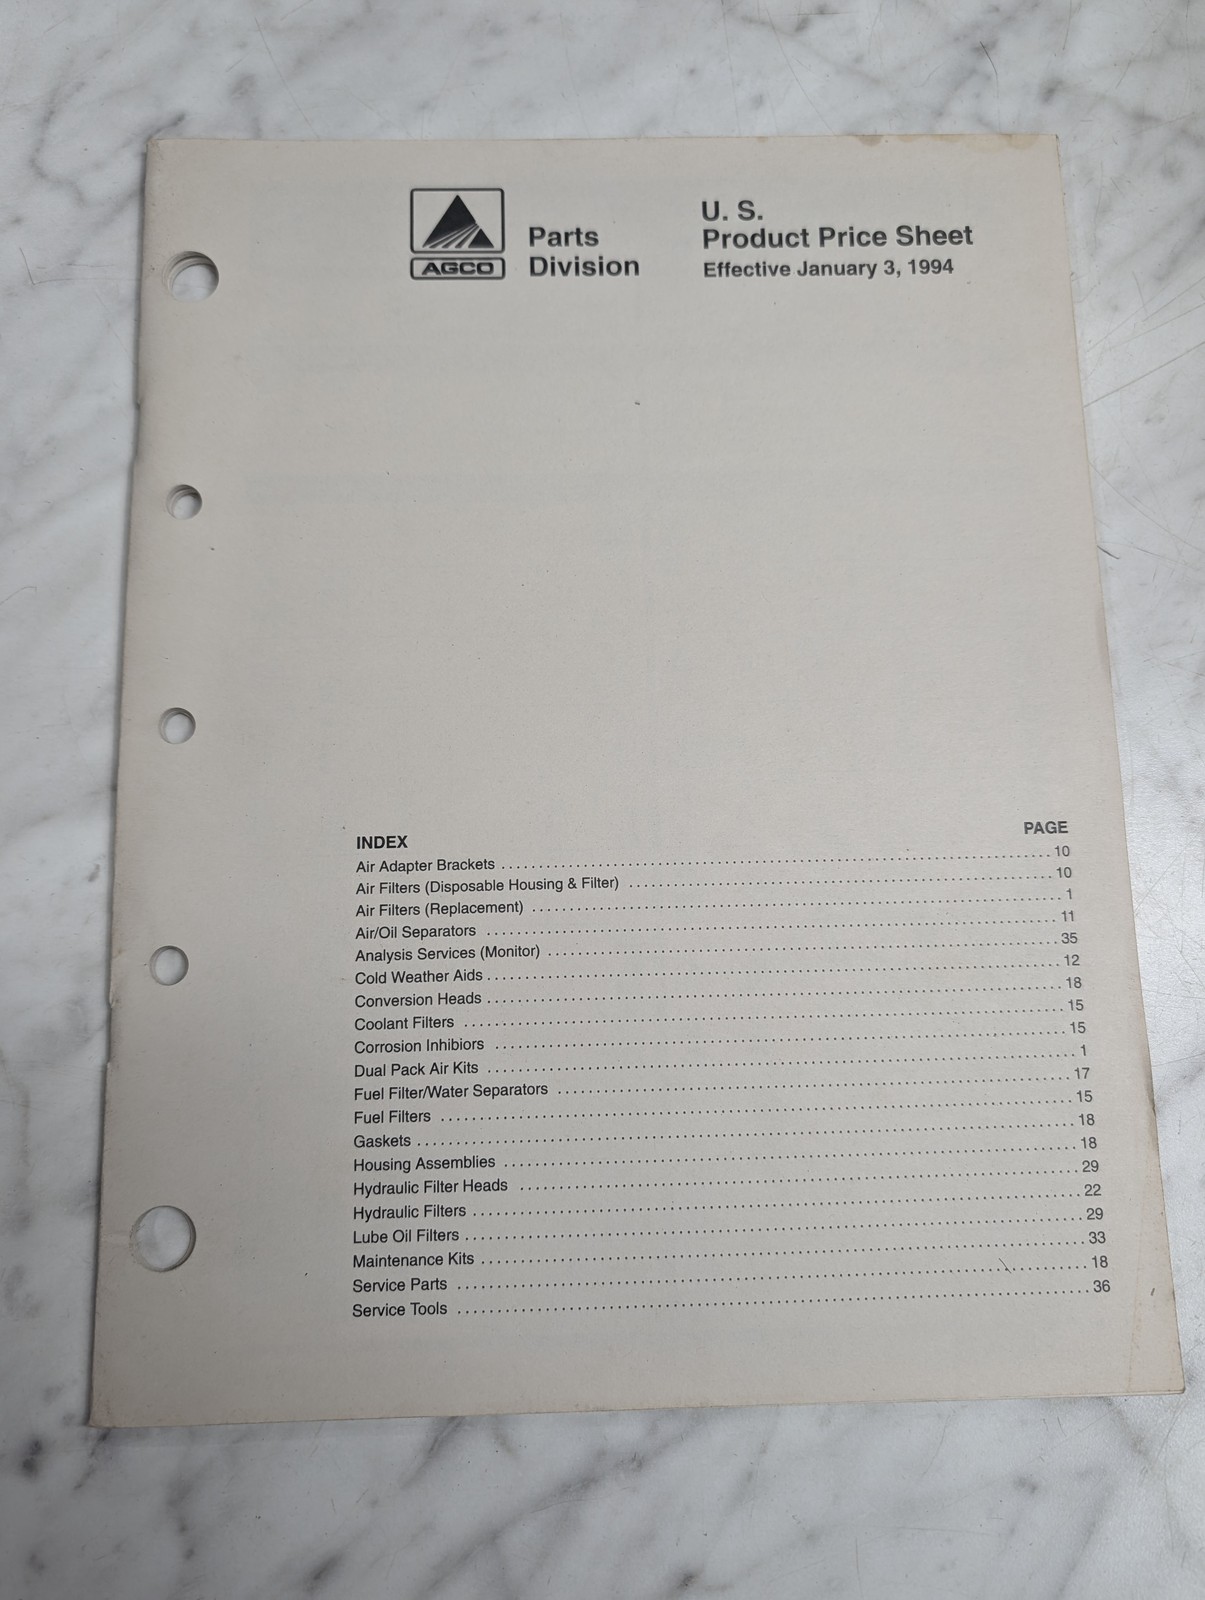 AGCO
Parts
Division
U. S.
Product Price Sheet
Effective January 3, 1994
INDEX PAGE
Air Adapter Brackets 10
Air Filters (Disposable Housing & Filter) 10
Air Filters (Replacement) 1
Air/Oil Separators 11
Analysis Services (Monitor) 35
Cold Weather Aids 12
Conversion Heads 18
Coolant Filters 15
Corrosion Inhibiors 15
Dual Pack Air Kits 1
Fuel Filter/Water Separators 17
Fuel Filters 15
Gaskets 18
Housing Assemblies 18
Hydraulic Filter Heads 29
Hydraulic Filters 22
Lube Oil Filters 29
Maintenance Kits 33
Service Parts 18
Service Tools 36